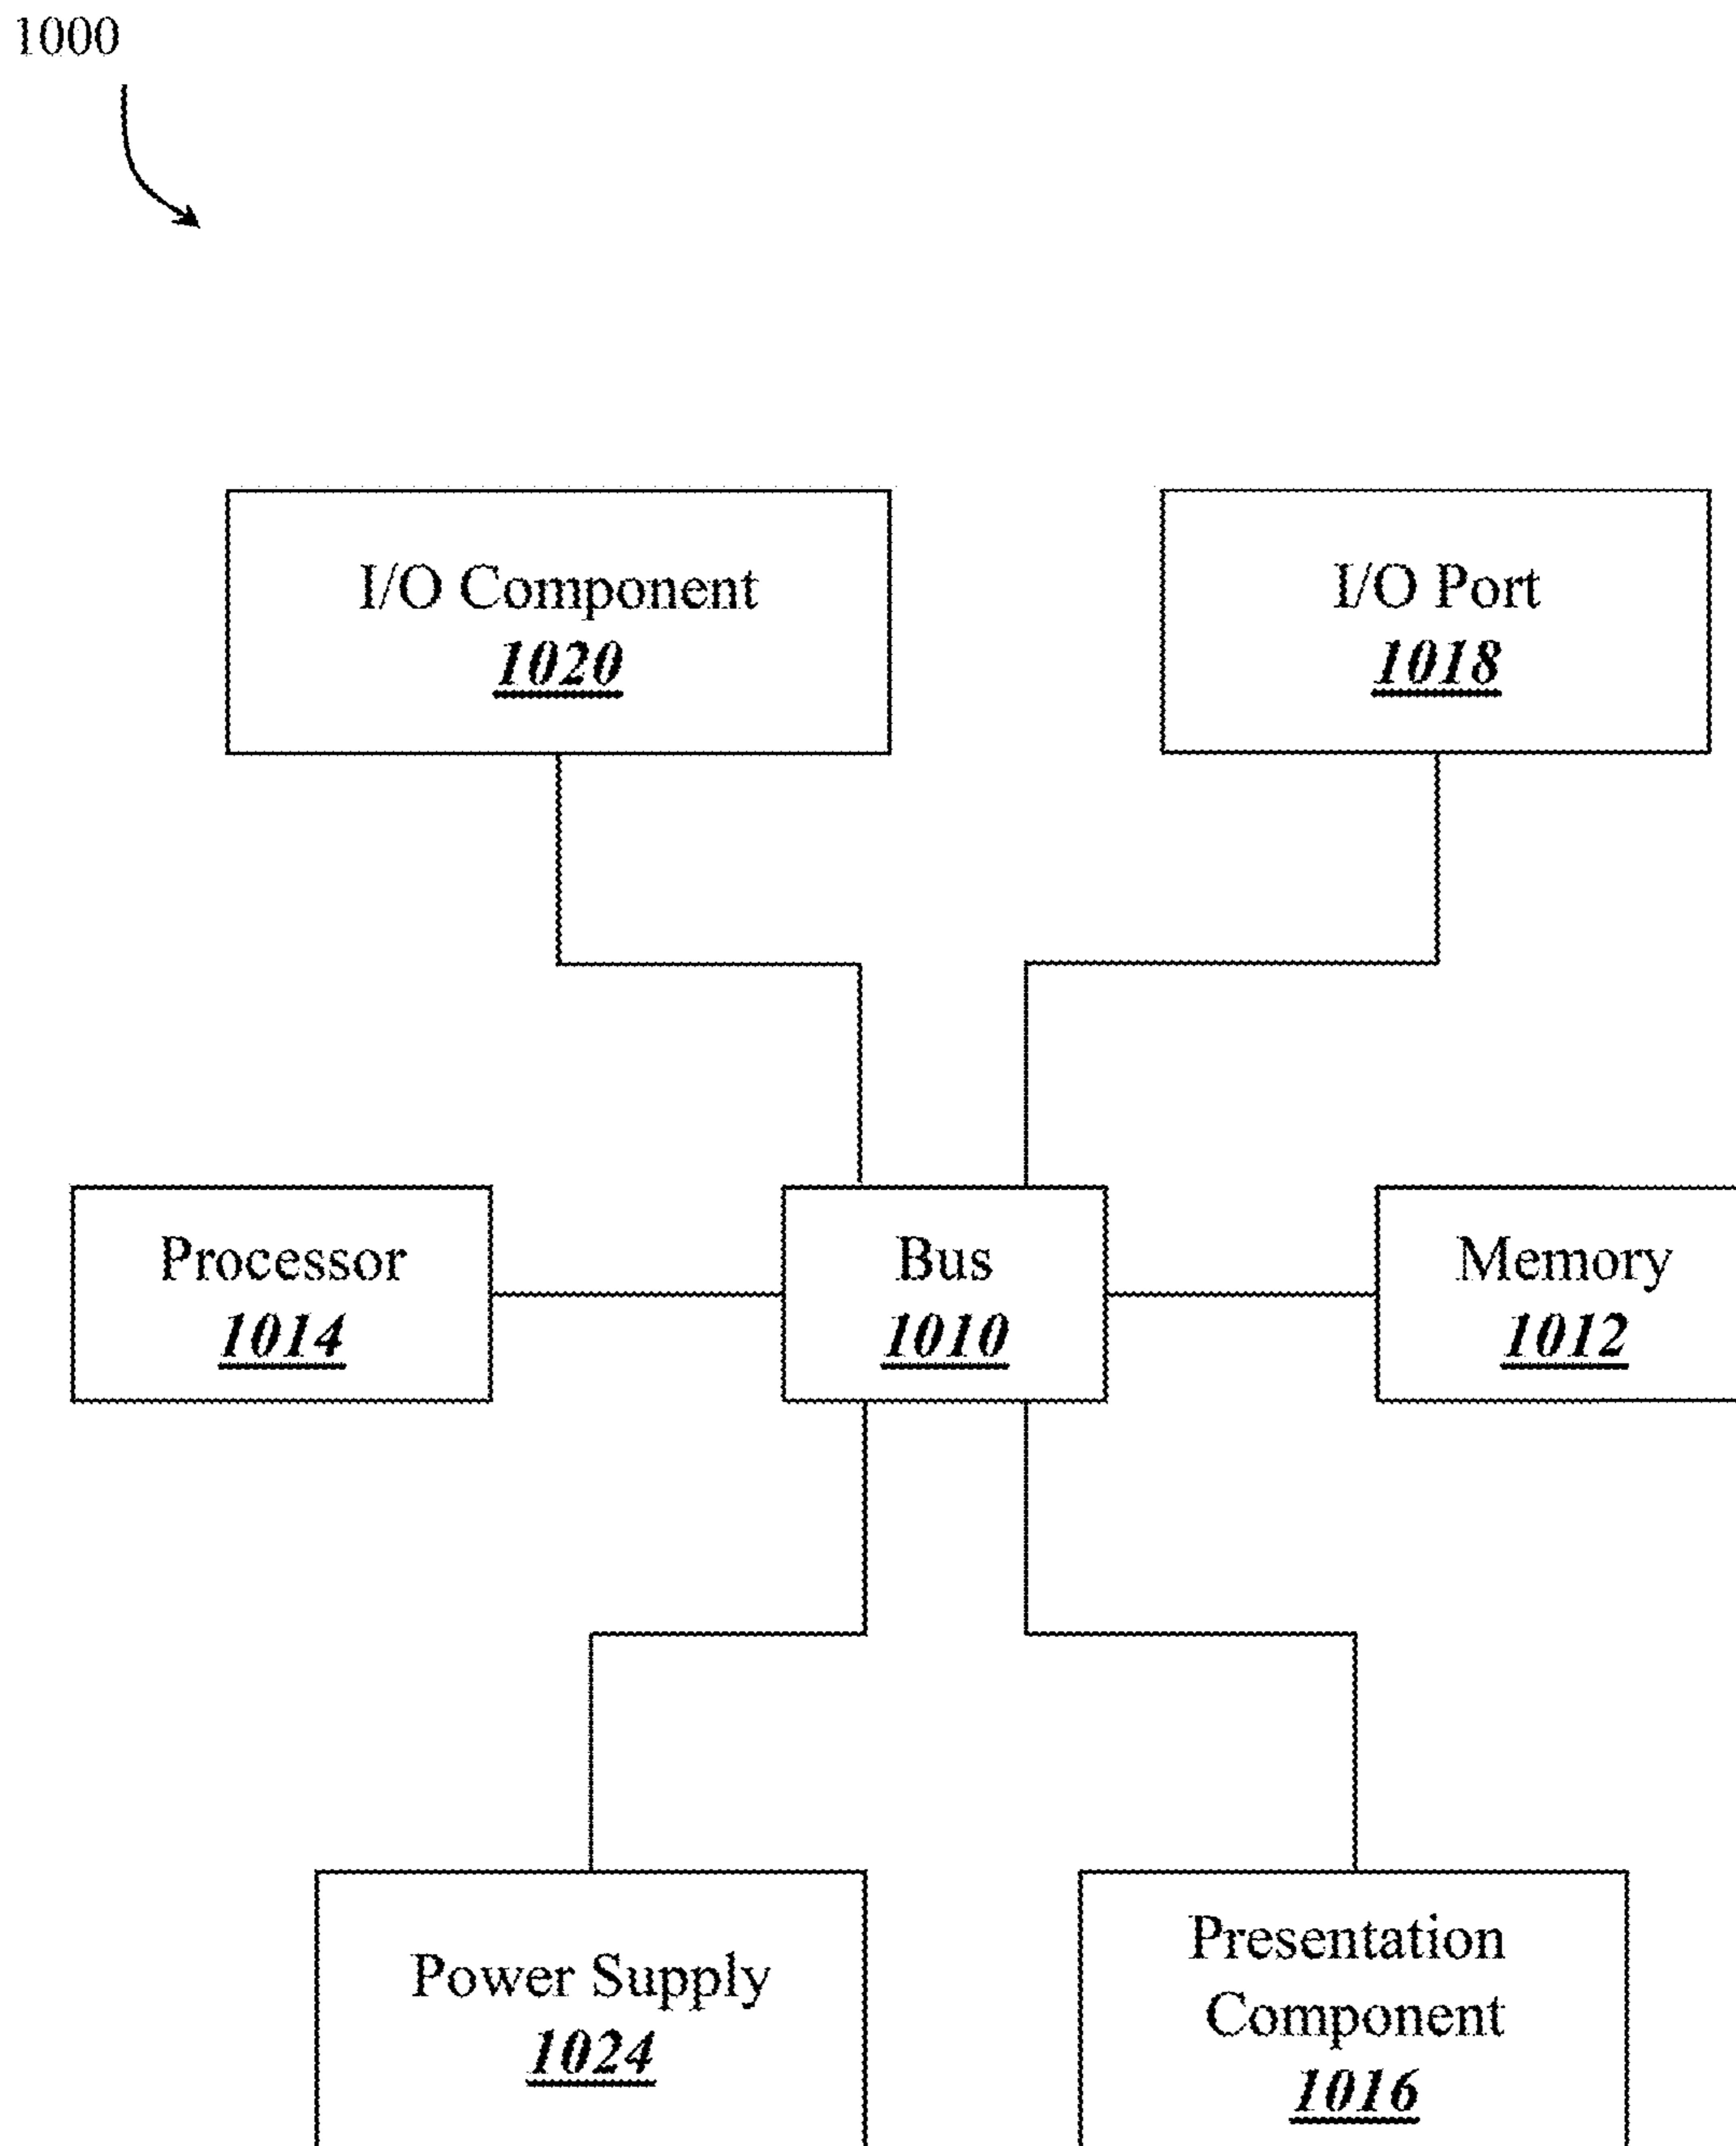 1000
I/O Component
1020
I/O Port
1018
Processor
1014
Bus
1010
Memory
1012
Power Supply
1024
Presentation
Component
1016